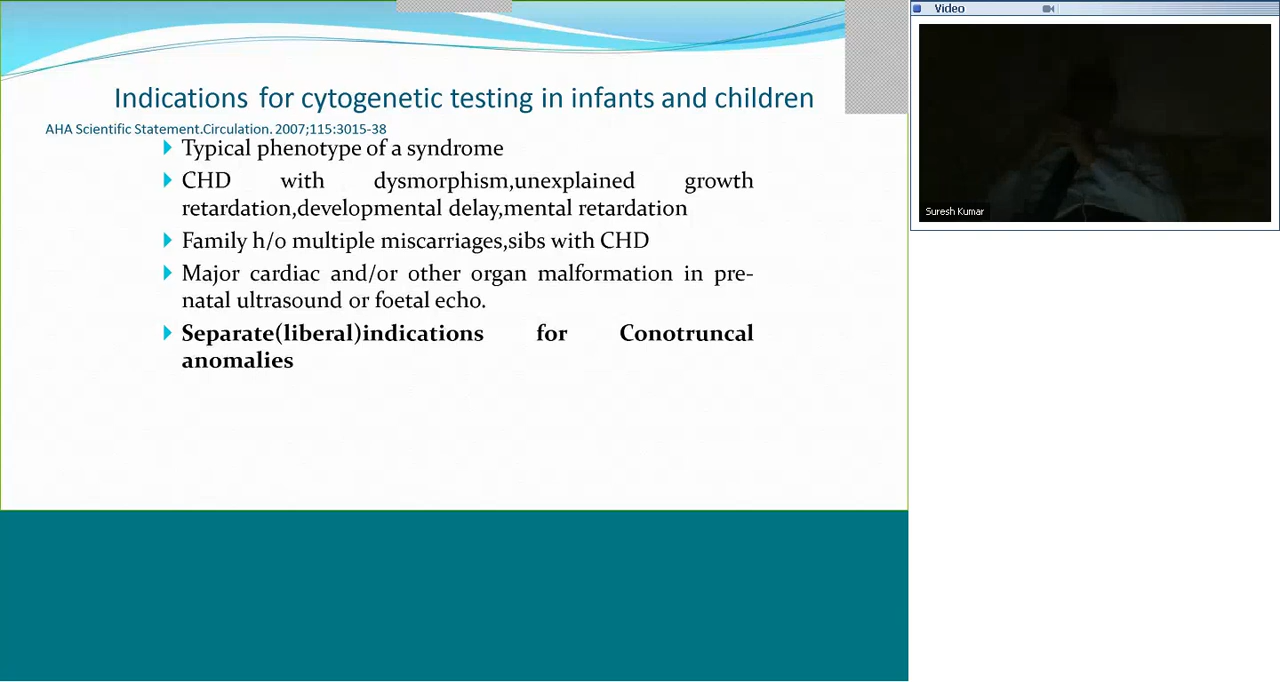 Indications for cytogenetic testing in infants and children
AHA Scientific Statement.Circulation. 2007;115:3015-38
Typical phenotype of a syndrome
CHD with dysmorphism,unexplained growth
retardation,developmental delay,mental retardation
Family h/o multiple miscarriages,sibs with CHD
Major cardiac and/or other organ malformation in pre-
natal ultrasound or foetal echo.
Separate(liberal)indications for Conotruncal
anomalies
Video
Suresh Kumar